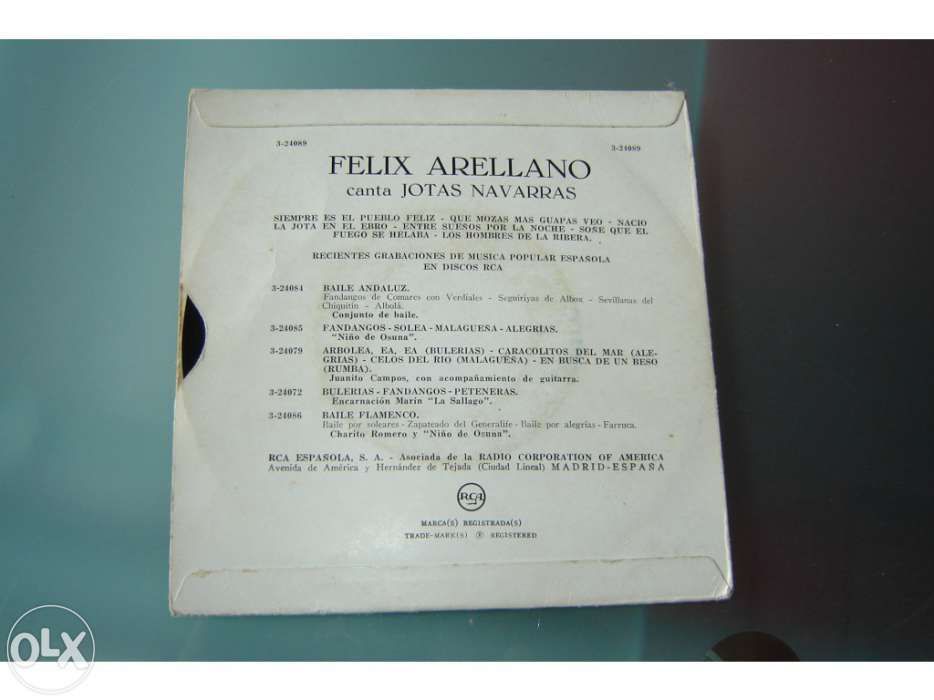 3-24089 3-24089
FELIX ARELLANO
canta JOTAS NAVARRAS
SIEMPRE ES EL PUEBLO FELIZ - QUE MOZAS MAS GUAPAS VEO - NACIO
LA JOTA EN EL EBRO - ENTRE SUEÑOS POR LA NOCHE - SOÑE QUE EL
FUEGO SE HELABA - LOS HOMBRES DE LA RIBERA.
RECIENTES GRABACIONES DE MUSICA POPULAR ESPAÑOLA
EN DISCOS RCA
3-24084 BAILE ANDALUZ.
Fandangos de Comares con Verdiales - Seguiriyas de Albox - Sevillanas del
Chiquitín - Albolá.
Conjunto de baile.
3-24085 FANDANGOS - SOLEA - MALAGUEÑA - ALEGRIAS.
"Niño de Osuna".
3-24079 ARBOLEA, EA, EA (BULERIAS) - CARACOLITOS DEL MAR (ALE-
GRIAS) - CELOS DEL RIO (MALAGUEÑA) - EN BUSCA DE UN BESO
(RUMBA).
Juanito Campos, con acompañamiento de guitarra.
3-24072 BULERIAS - FANDANGOS - PETENERAS.
Encarnación Marín "La Sallago".
3-24086 BAILE FLAMENCO.
Baile por soleares - Zapateado del Generalife - Baile por alegrías - Farruca.
Charito Romero y "Niño de Osuna".
RCA ESPAÑOLA, S. A. - Asociada de la RADIO CORPORATION OF AMERICA
Avenida de América y Hernández de Tejada (Ciudad Lineal) MADRID-ESPAÑA
RCA
MARCA(S) REGISTRADA(S)
TRADE-MARK(S) ® REGISTERED
OLX